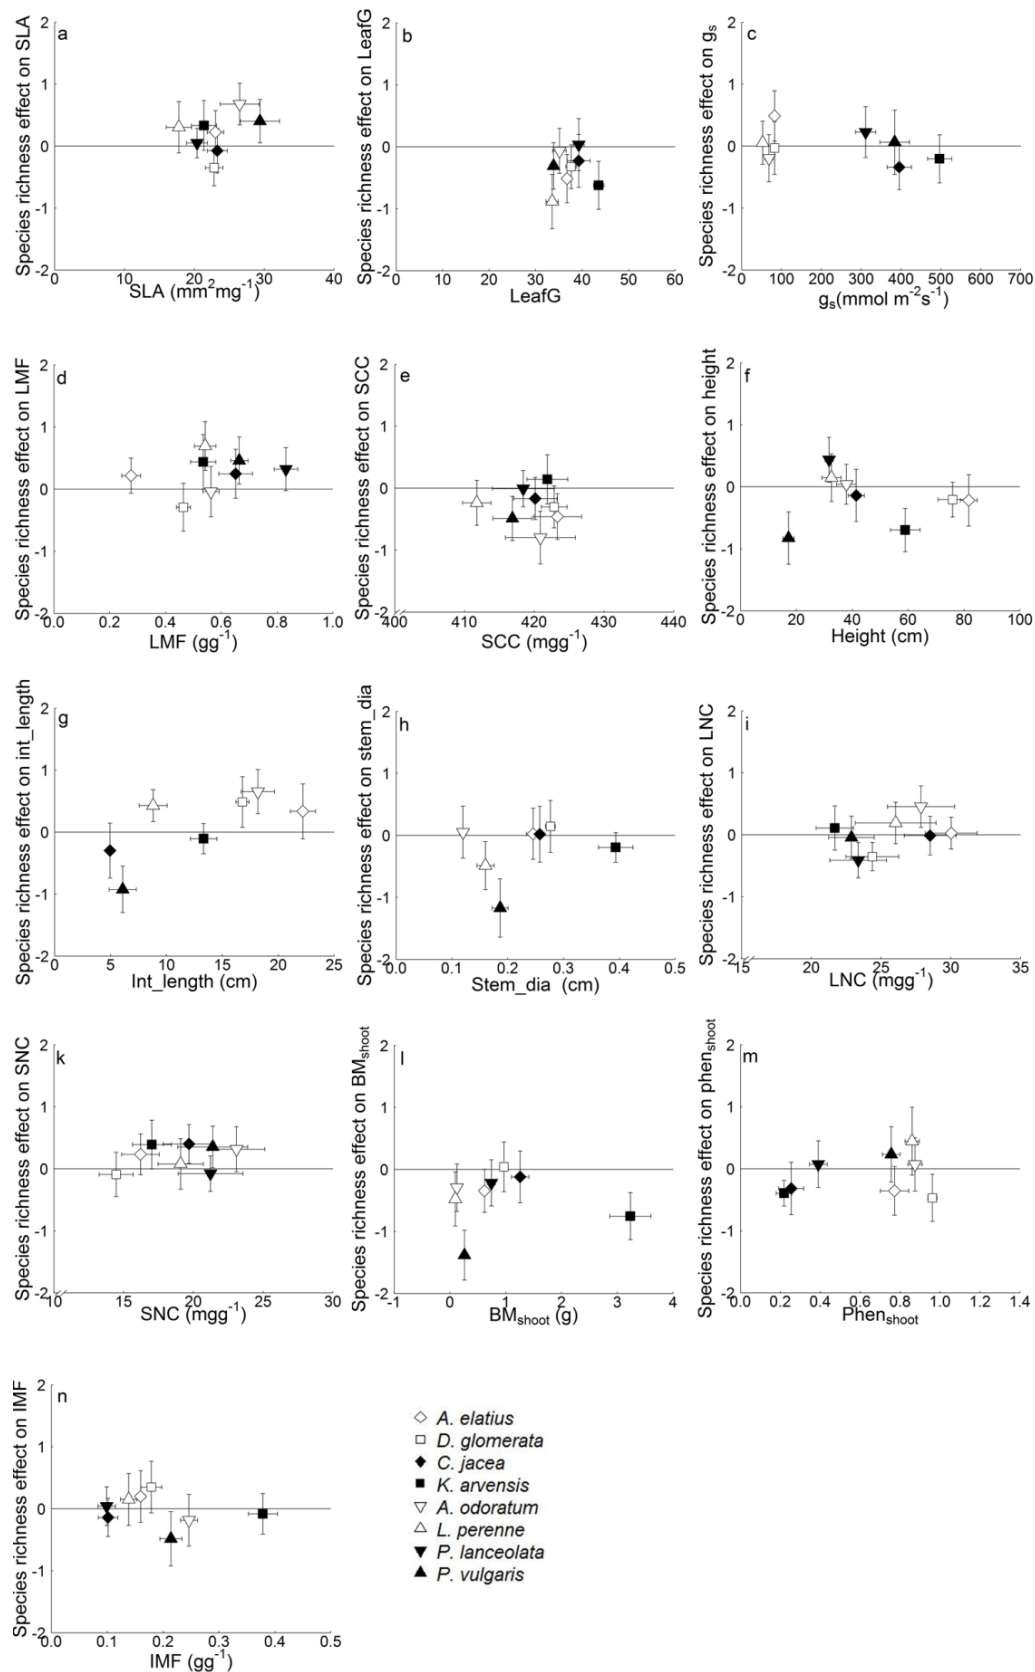 a
Species richness effect on SLA
2
1
0
-1
-2
0 10 20 30 40
SLA (mm²mg⁻¹)
b
Species richness effect on LeafG
2
1
0
-1
-2
0 10 20 30 40 50 60
LeafG
c
Species richness effect on gₛ
2
1
0
-1
-2
0 100 200 300 400 500 600 700
gₛ(mmol m⁻²s⁻¹)
d
Species richness effect on LMF
2
1
0
-1
-2
0.0 0.2 0.4 0.6 0.8 1.0
LMF (gg⁻¹)
e
Species richness effect on SCC
2
1
0
-1
-2
400 410 420 430 440
SCC (mgg⁻¹)
f
Species richness effect on height
2
1
0
-1
-2
0 20 40 60 80 100
Height (cm)
g
Species richness effect on int_length
2
1
0
-1
-2
0 5 10 15 20 25
Int_length (cm)
h
Species richness effect on stem_dia
2
1
0
-1
-2
0.0 0.1 0.2 0.3 0.4 0.5
Stem_dia (cm)
i
Species richness effect on LNC
2
1
0
-1
-2
15 20 25 30 35
LNC (mgg⁻¹)
k
Species richness effect on SNC
2
1
0
-1
-2
10 15 20 25 30
SNC (mgg⁻¹)
l
Species richness effect on BMshoot
2
1
0
-1
-2
-1 0 1 2 3 4
BMshoot (g)
m
Species richness effect on phenshoot
2
1
0
-1
-2
0.0 0.2 0.4 0.6 0.8 1.0 1.2 1.4
Phenshoot
n
Species richness effect on IMF
2
1
0
-1
-2
0.0 0.1 0.2 0.3 0.4 0.5
IMF (gg⁻¹)
A. elatius
D. glomerata
C. jacea
K. arvensis
A. odoratum
L. perenne
P. lanceolata
P. vulgaris